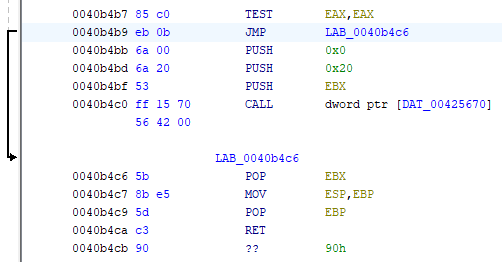 0040b4b7 85 c0 TEST EAX,EAX
0040b4b9 eb 0b JMP LAB_0040b4c6
0040b4bb 6a 00 PUSH 0x0
0040b4bd 6a 20 PUSH 0x20
0040b4bf 53 PUSH EBX
0040b4c0 ff 15 70 CALL dword ptr [DAT_00425670]
56 42 00
LAB_0040b4c6
0040b4c6 5b POP EBX
0040b4c7 8b e5 MOV ESP,EBP
0040b4c9 5d POP EBP
0040b4ca c3 RET
0040b4cb 90 ?? 90h